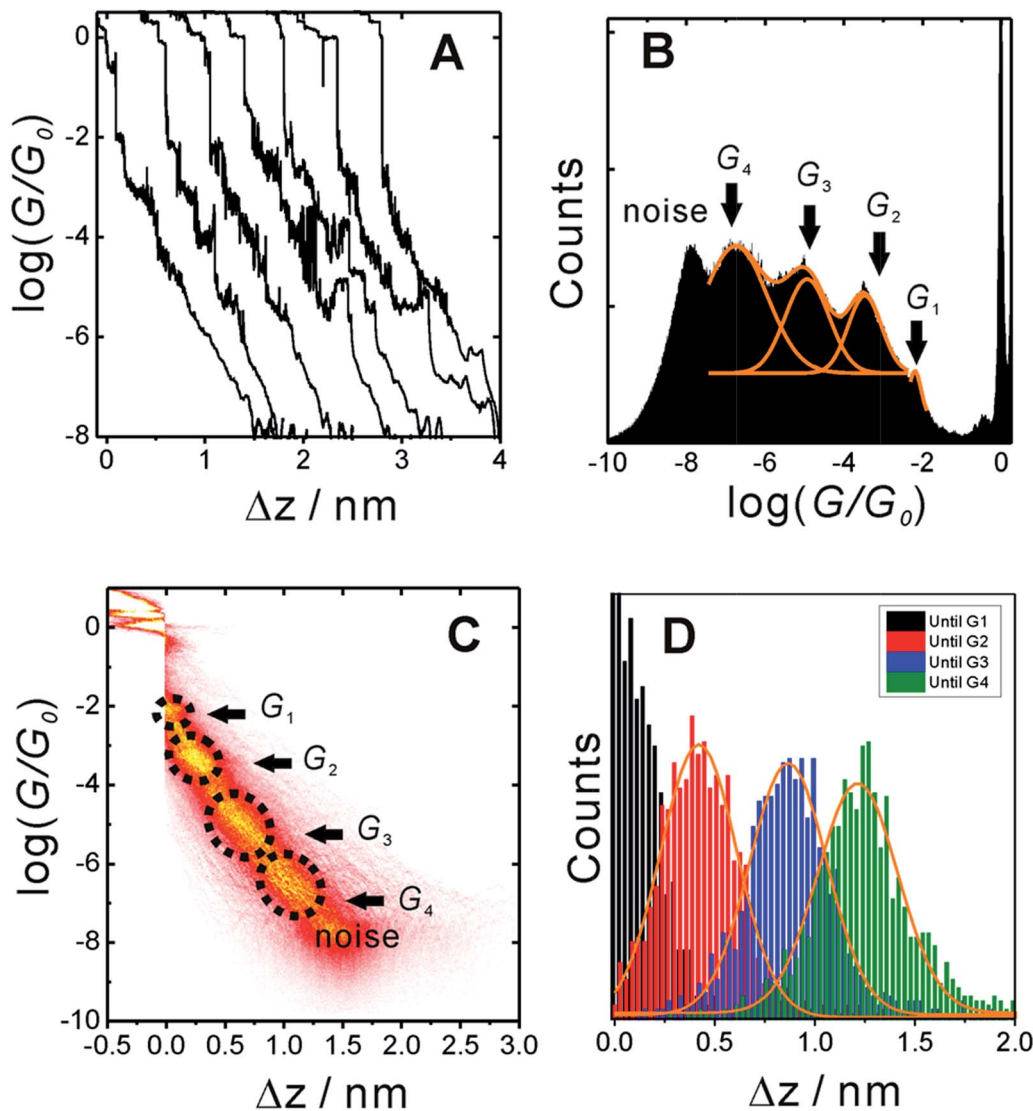 A
log(G/G0)
0
-2
-4
-6
-8
0 1 2 3 4
Δz / nm
B
Counts
noise
G4
G3
G2
G1
-10 -8 -6 -4 -2 0
log(G/G0)
C
log(G/G0)
0
-2
-4
-6
-8
-10
G1
G2
G3
G4
noise
-0.5 0.0 0.5 1.0 1.5 2.0 2.5 3.0
Δz / nm
D
Counts
Until G1
Until G2
Until G3
Until G4
0.0 0.5 1.0 1.5 2.0
Δz / nm